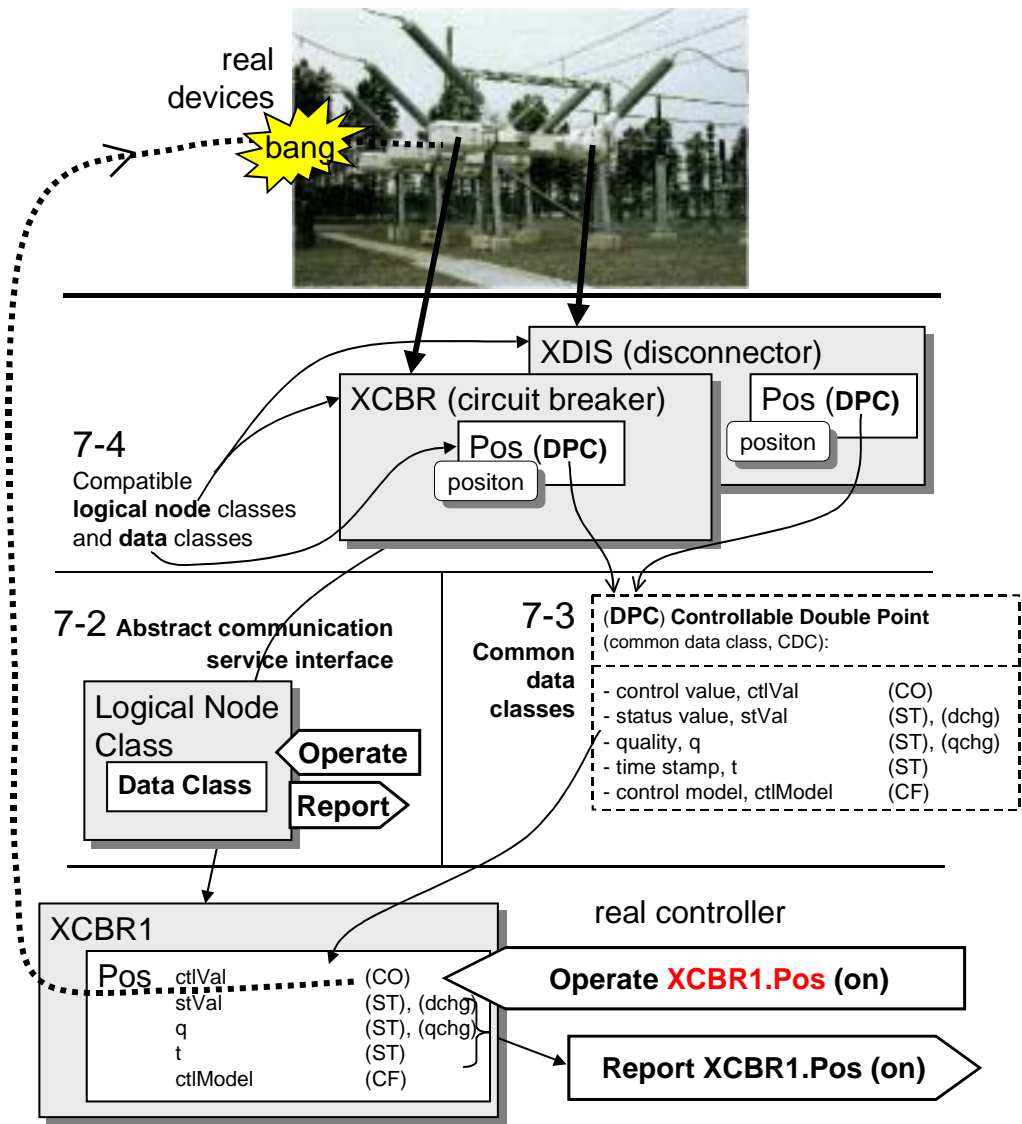 real
devices
bang
XDIS (disconnector)
Pos (DPC)
positon
XCBR (circuit breaker)
Pos (DPC)
positon
7-4
Compatible
logical node classes
and data classes
7-2 Abstract communication
service interface
Logical Node
Class
Data Class
Operate
Report
7-3
Common
data
classes
(DPC) Controllable Double Point
(common data class, CDC):
- control value, ctlVal (CO)
- status value, stVal (ST), (dchg)
- quality, q (ST), (qchg)
- time stamp, t (ST)
- control model, ctlModel (CF)
real controller
XCBR1
Pos ctlVal (CO)
stVal (ST), (dchg)
q (ST), (qchg)
t (ST)
ctlModel (CF)
Operate XCBR1.Pos (on)
Report XCBR1.Pos (on)